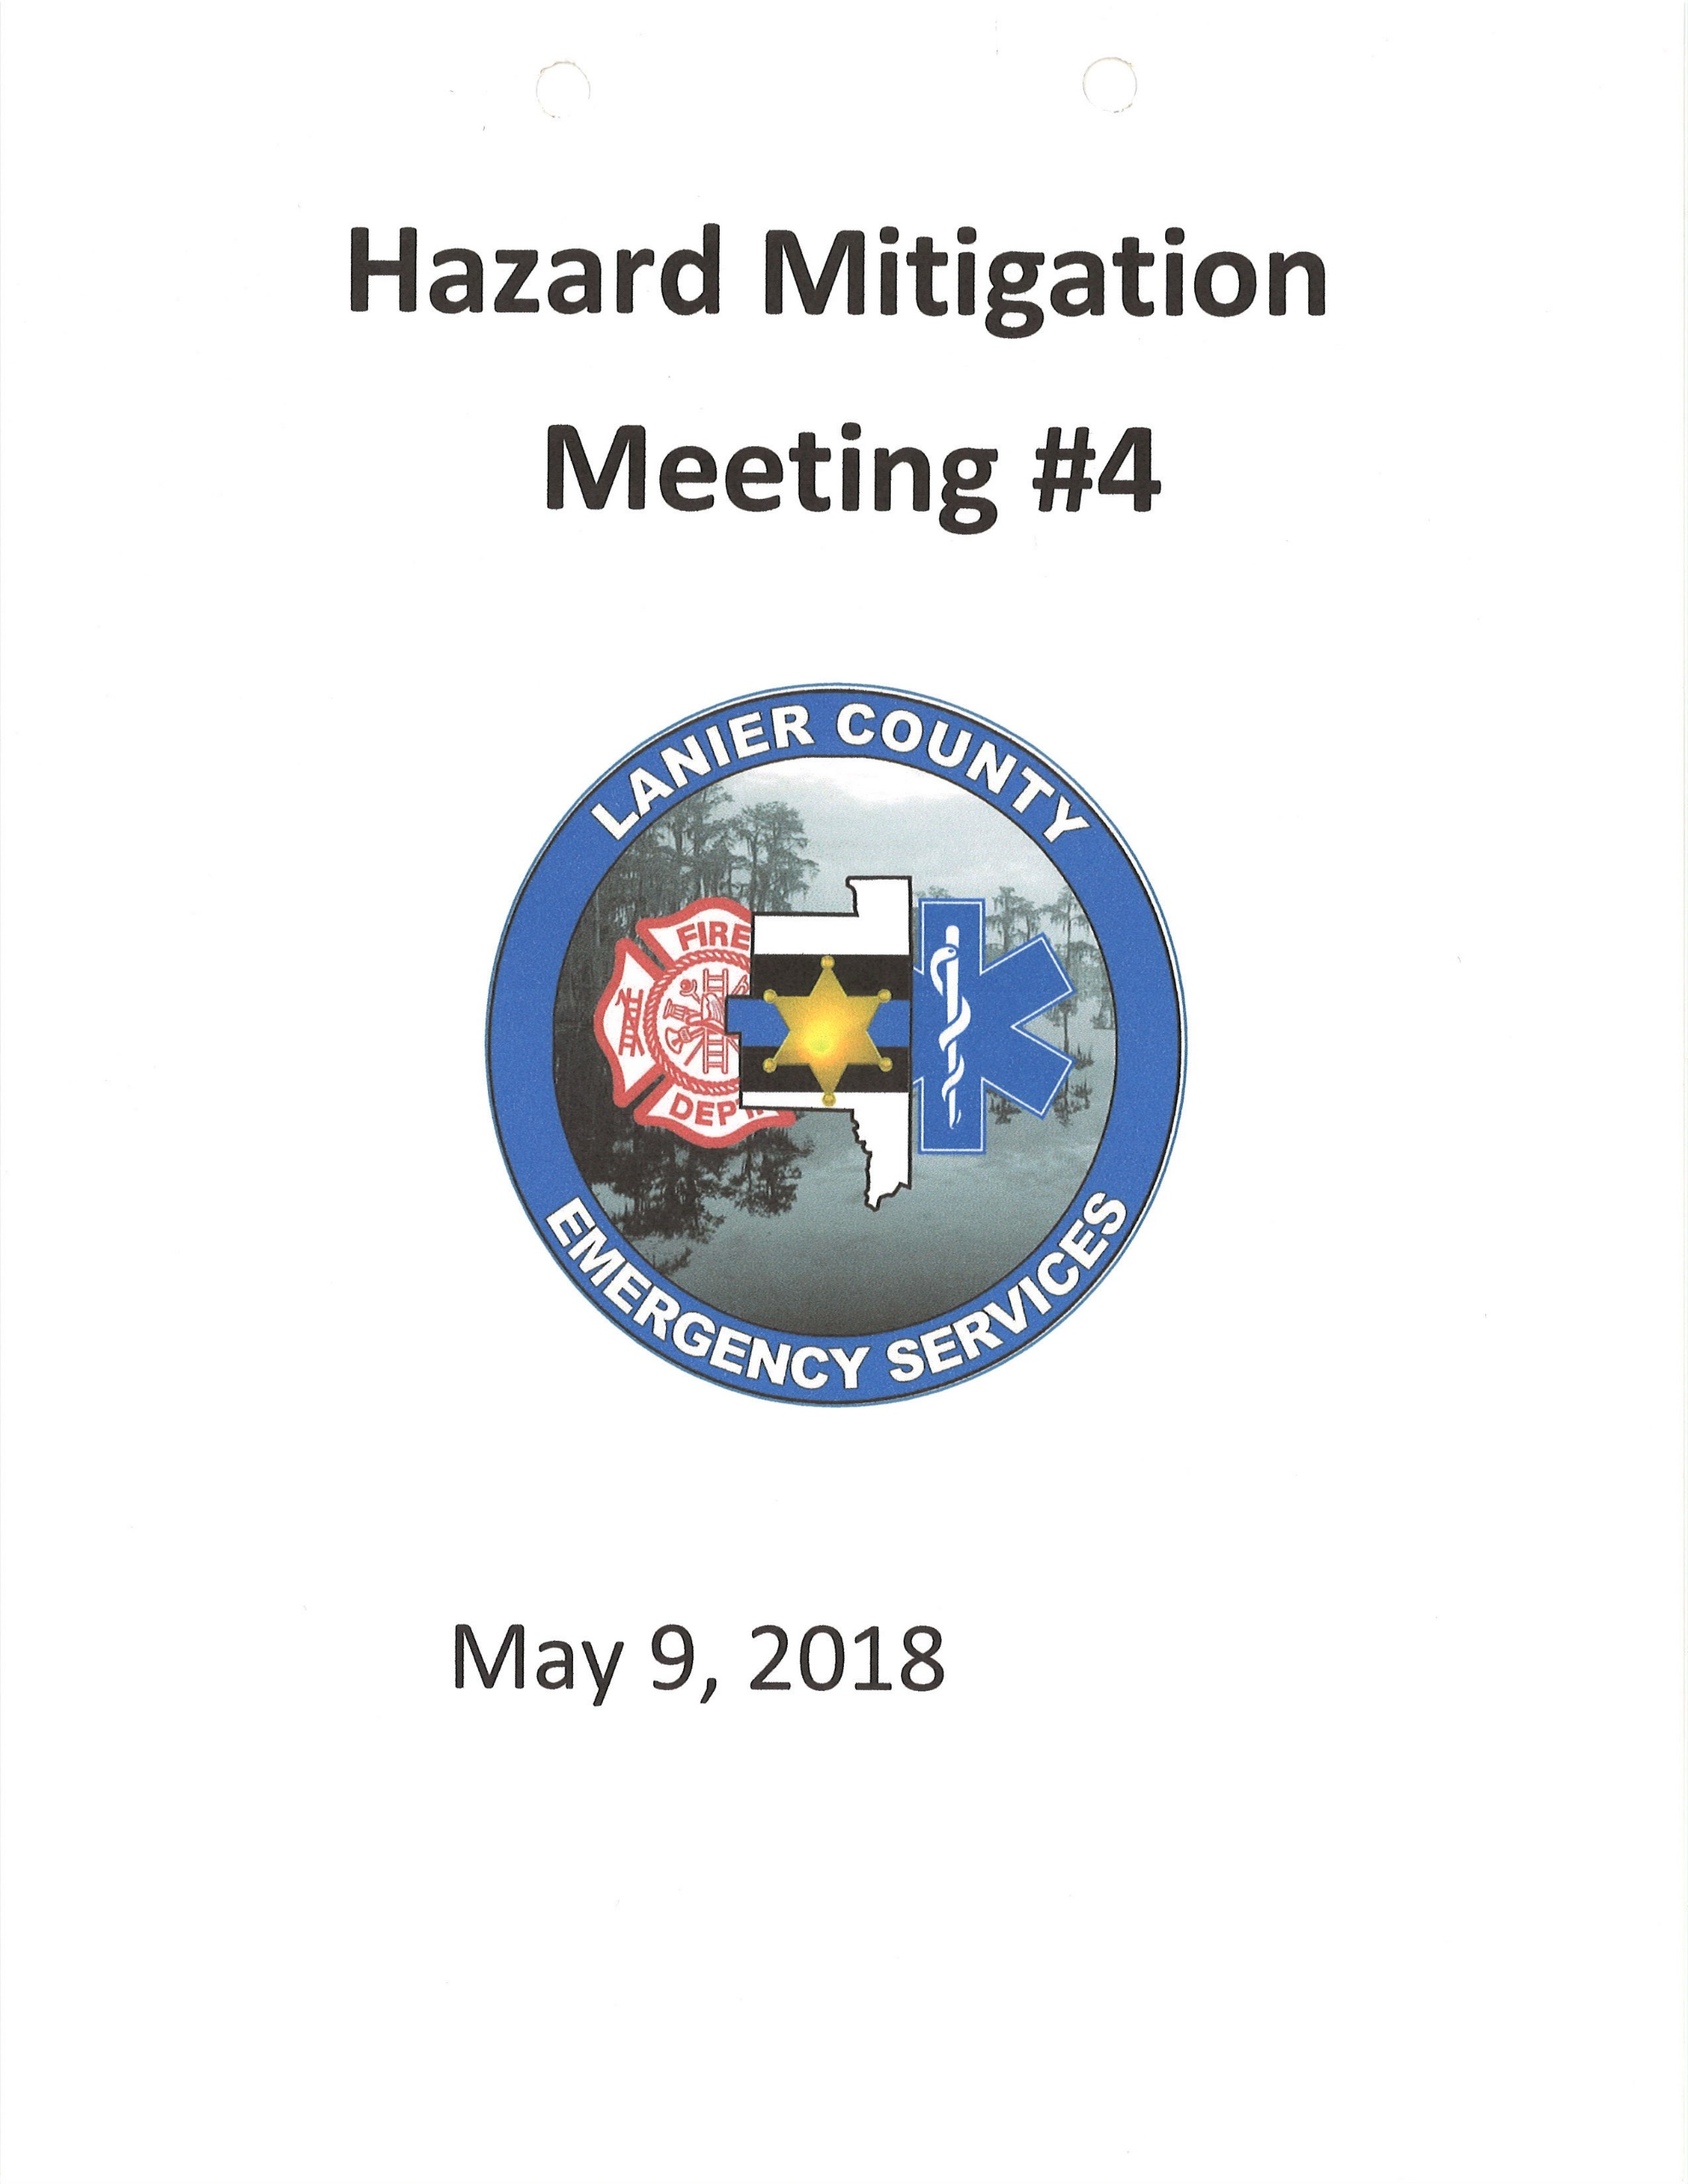 Hazard Mitigation
Meeting #4
LANIER COUNTY
FIRE
DEPT.
EMERGENCY SERVICES
May 9, 2018